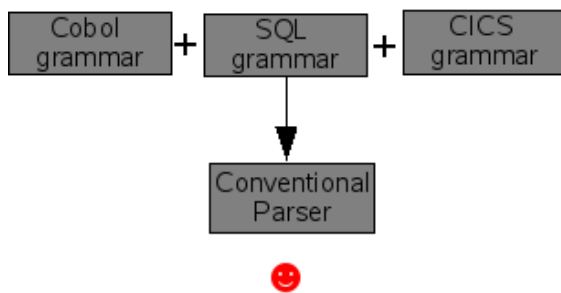 Cobol
grammar
+
SQL
grammar
+
CICS
grammar
Conventional
Parser